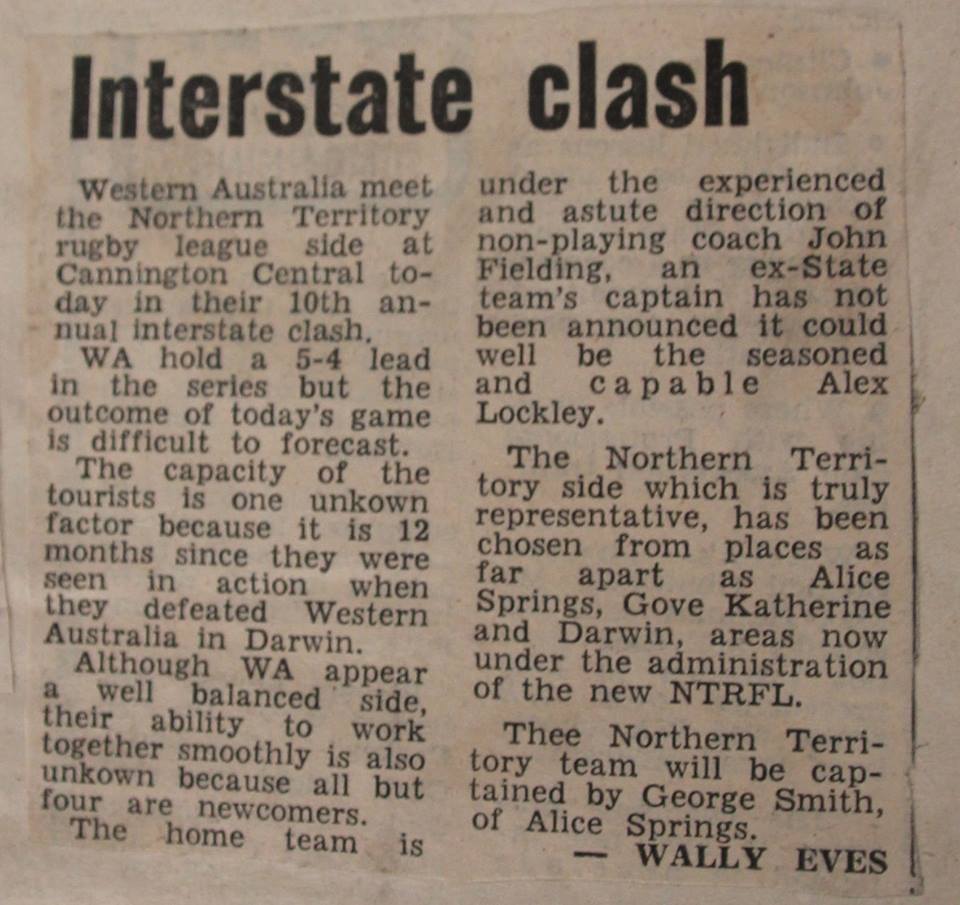 Interstate clash
Western Australia meet
the Northern Territory
rugby league side at
Cannington Central to-
day in their 10th an-
nual interstate clash.
WA hold a 5-4 lead
in the series but the
outcome of today's game
is difficult to forecast.
The capacity of the
tourists is one unkown
factor because it is 12
months since they were
seen in action when
they defeated Western
Australia in Darwin.
Although WA appear
a well balanced side,
their ability to work
together smoothly is also
unkown because all but
four are newcomers.
The home team is
under the experienced
and astute direction of
non-playing coach John
Fielding, an ex-State
team's captain has not
been announced it could
well be the seasoned
and capable Alex
Lockley.
The Northern Terri-
tory side which is truly
representative, has been
chosen from places as
far apart as Alice
Springs, Gove Katherine
and Darwin, areas now
under the administration
of the new NTRFL.
Thee Northern Terri-
tory team will be cap-
tained by George Smith,
of Alice Springs.
— WALLY EVES